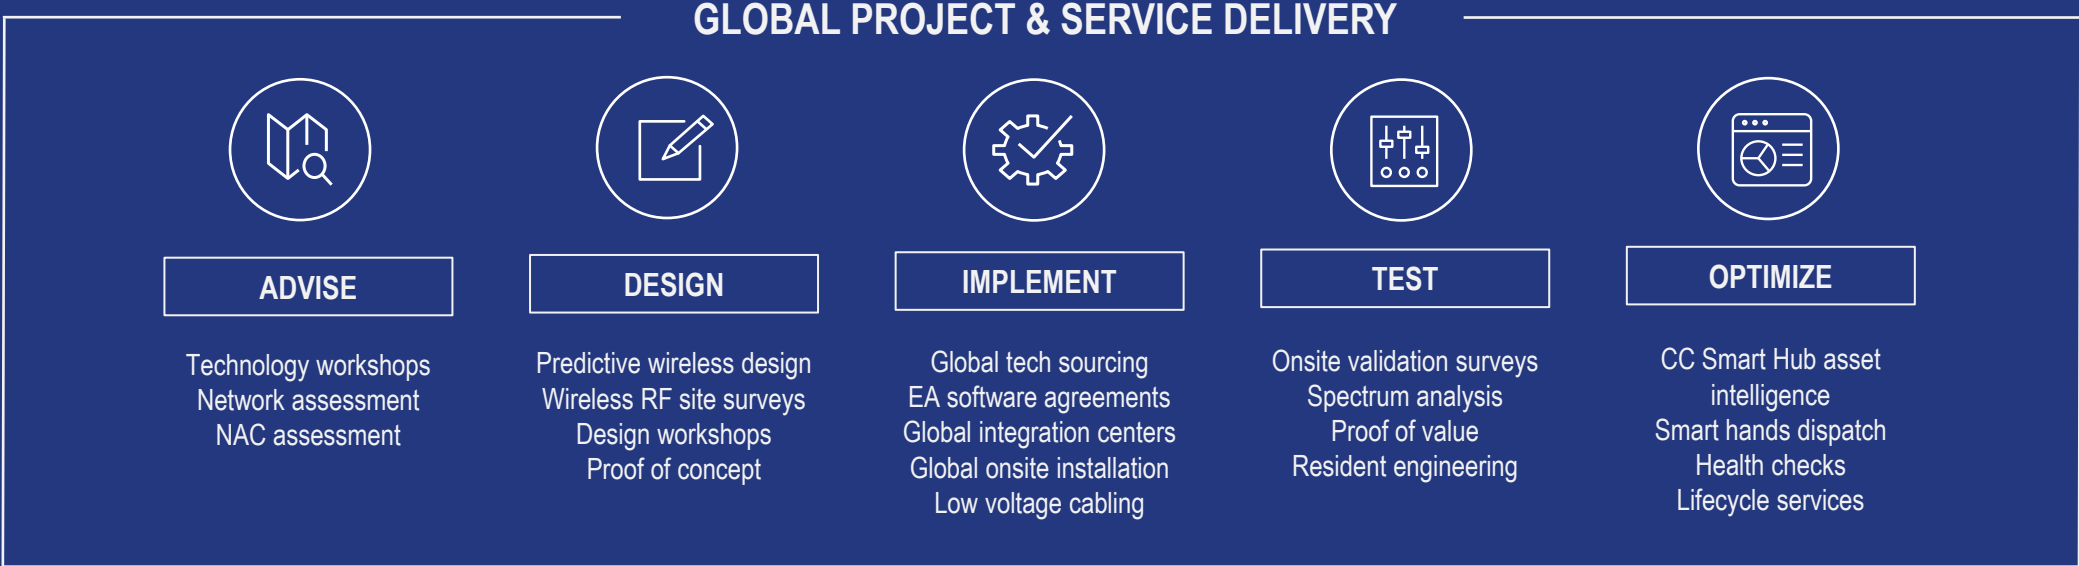 GLOBAL PROJECT & SERVICE DELIVERY
ADVISE
Technology workshops
Network assessment
NAC assessment
DESIGN
Predictive wireless design
Wireless RF site surveys
Design workshops
Proof of concept
IMPLEMENT
Global tech sourcing
EA software agreements
Global integration centers
Global onsite installation
Low voltage cabling
TEST
Onsite validation surveys
Spectrum analysis
Proof of value
Resident engineering
OPTIMIZE
CC Smart Hub asset
intelligence
Smart hands dispatch
Health checks
Lifecycle services